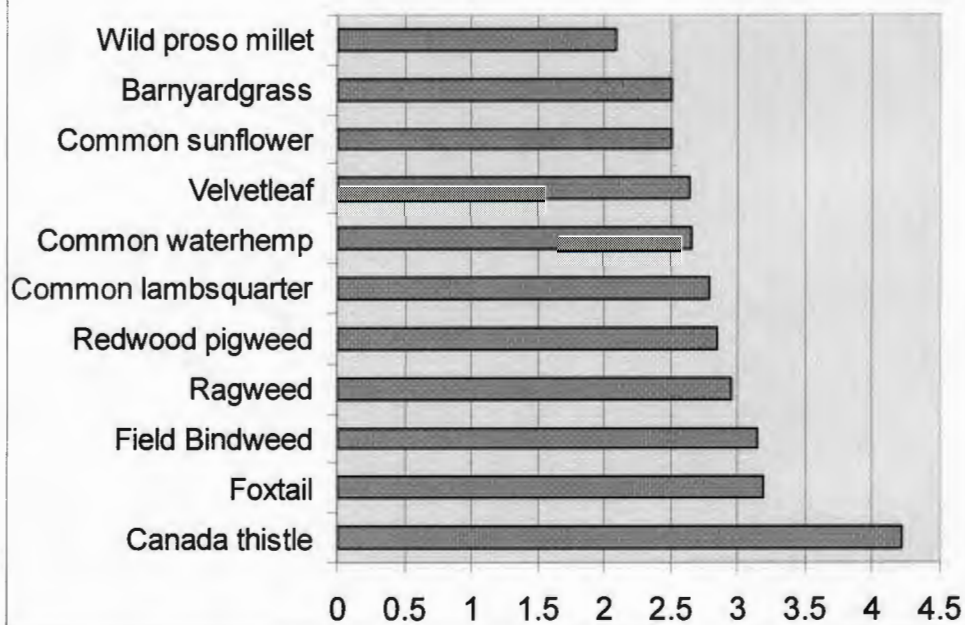 Wild proso millet
Barnyardgrass
Common sunflower
Velvetleaf
Common waterhemp
Common lambsquarter
Redwood pigweed
Ragweed
Field Bindweed
Foxtail
Canada thistle
0 0.5 1 1.5 2 2.5 3 3.5 4 4.5